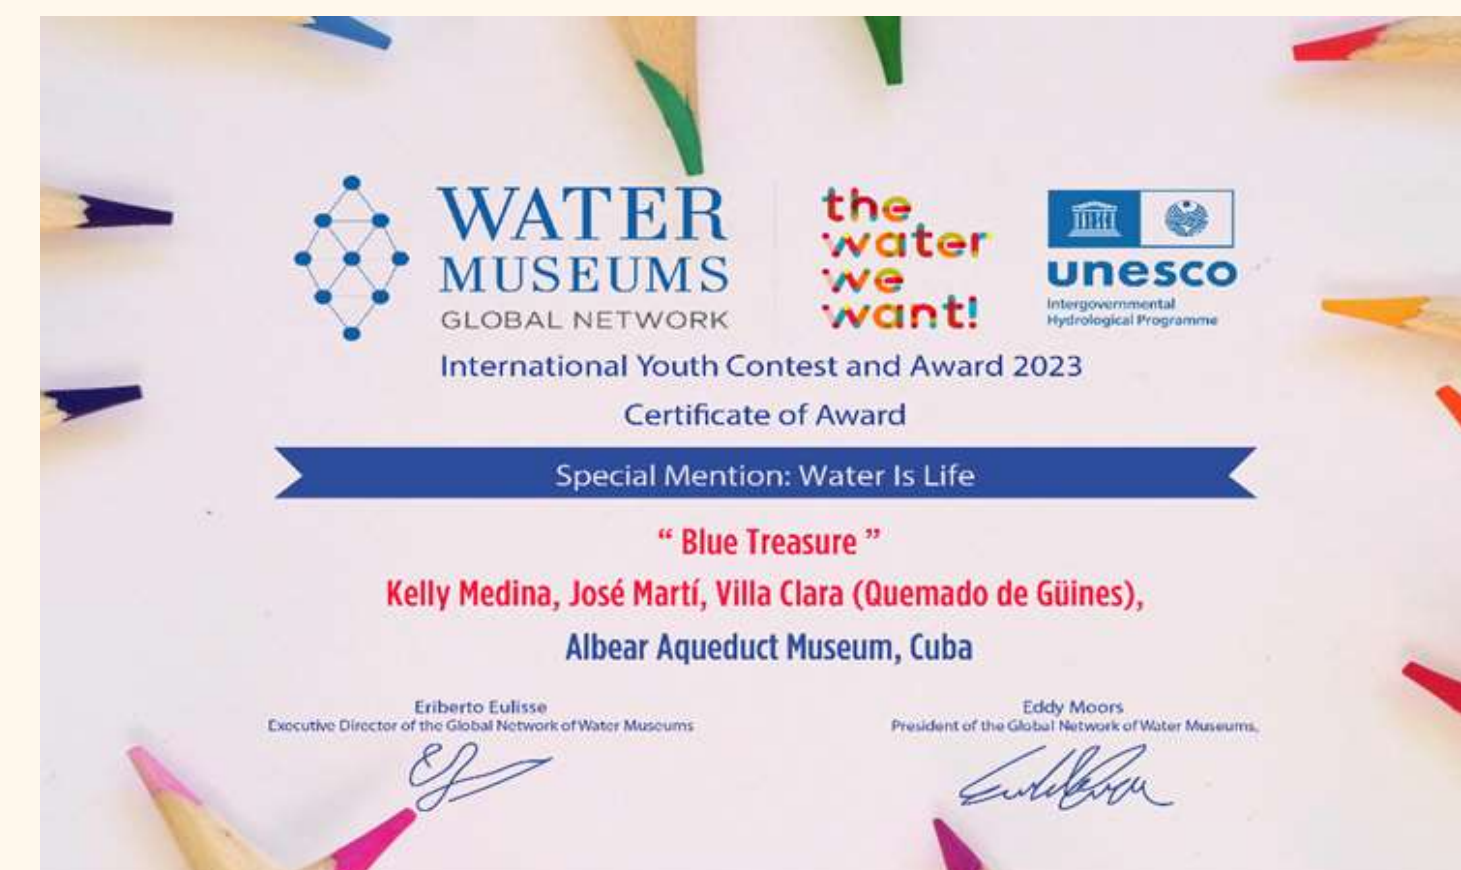 WATER
MUSEUMS
GLOBAL NETWORK
the
water
we
want!
unesco
Intergovernmental
Hydrological Programme
International Youth Contest and Award 2023
Certificate of Award
Special Mention: Water Is Life
“ Blue Treasure ”
Kelly Medina, José Martí, Villa Clara (Quemado de Güines),
Albear Aqueduct Museum, Cuba
Eriberto Eulisse
Executive Director of the Global Network of Water Museums
Eddy Moors
President of the Global Network of Water Museums,